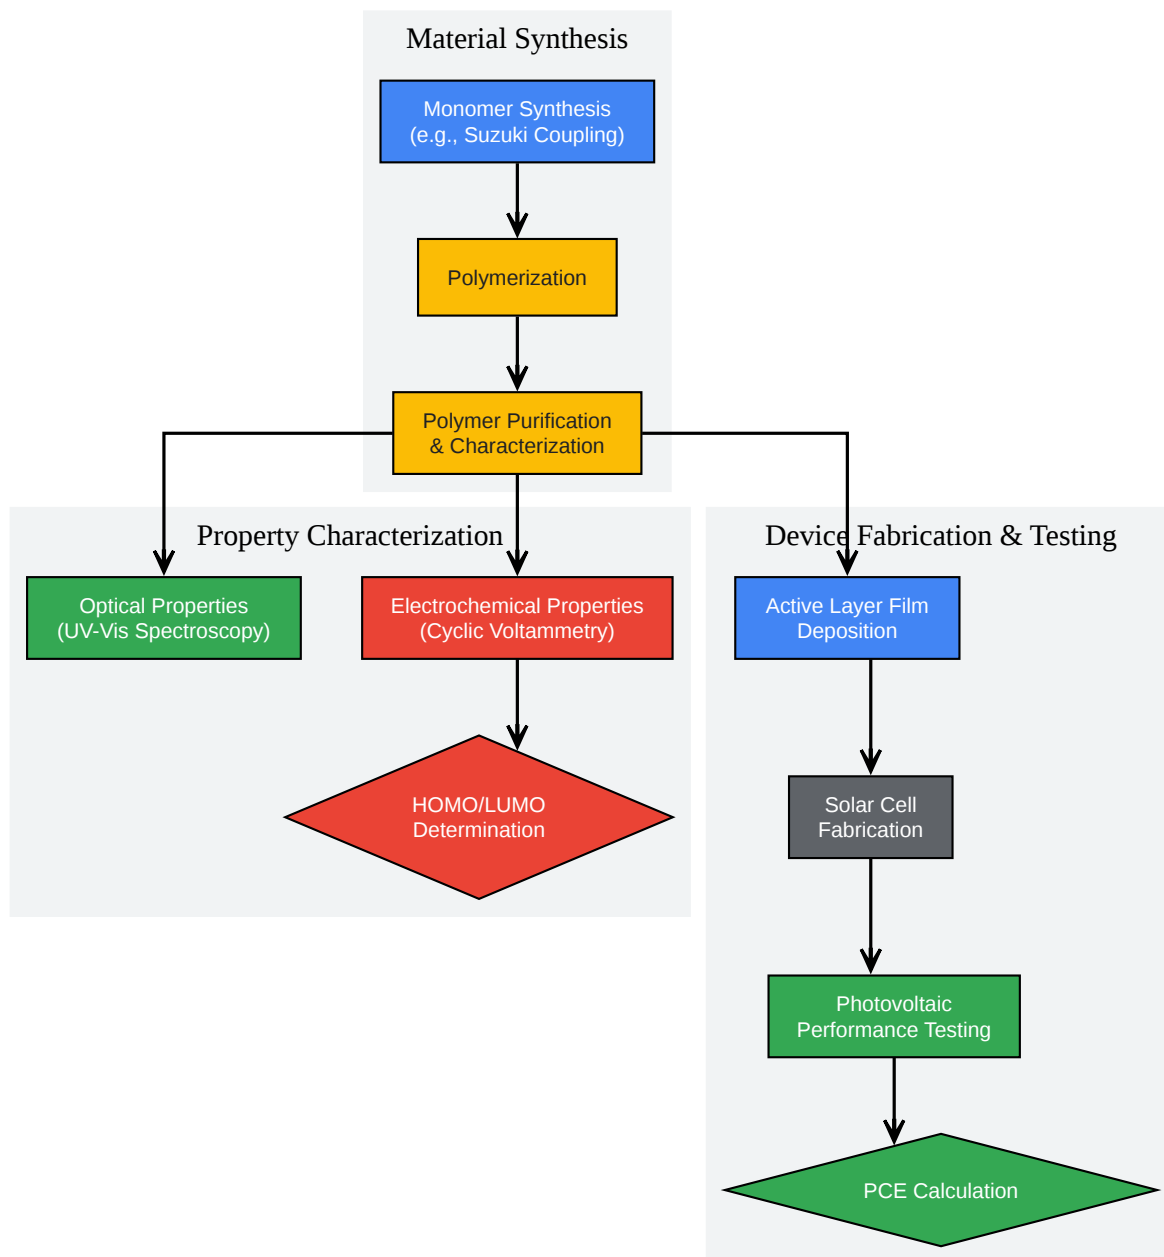 Material Synthesis
Monomer Synthesis
(e.g., Suzuki Coupling)
Polymerization
Polymer Purification
& Characterization
Property Characterization
Optical Properties
(UV-Vis Spectroscopy)
Electrochemical Properties
(Cyclic Voltammetry)
HOMO/LUMO
Determination
Device Fabrication & Testing
Active Layer Film
Deposition
Solar Cell
Fabrication
Photovoltaic
Performance Testing
PCE Calculation